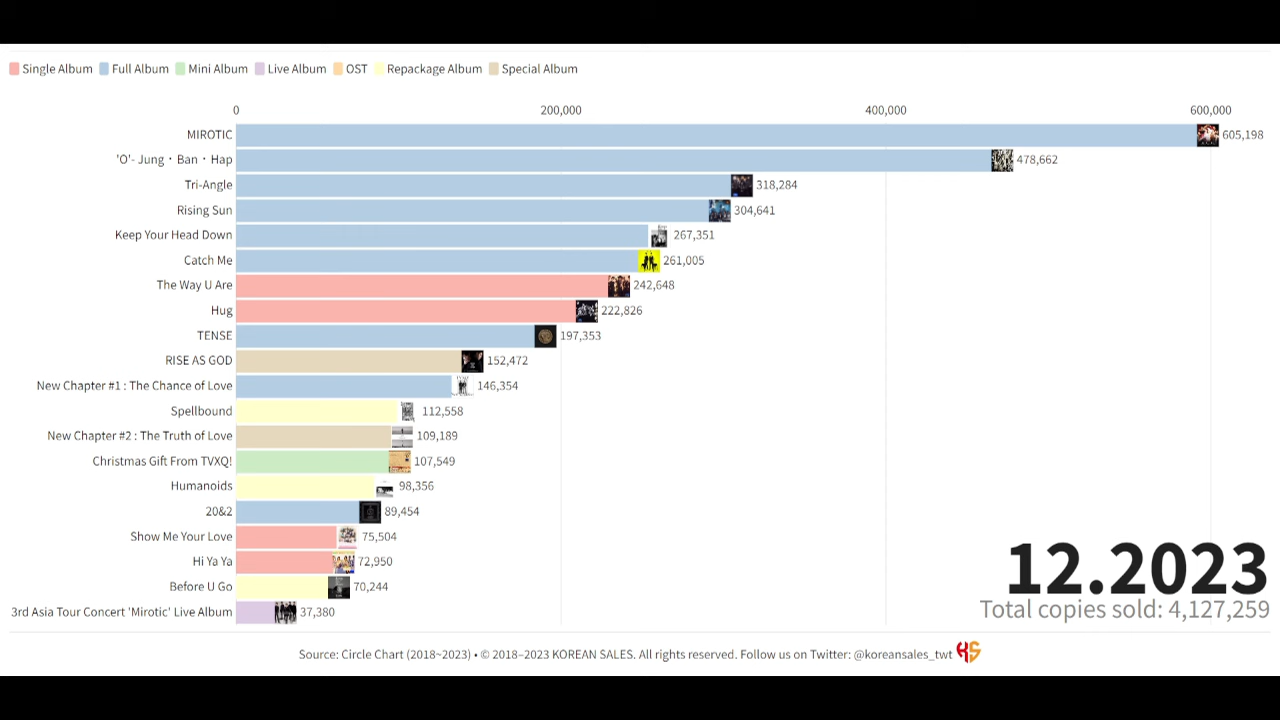 Single Album Full Album Mini Album Live Album OST Repackage Album Special Album
0 200,000 400,000 600,000
MIROTIC 605,198
'O'- Jung・Ban・Hap 478,662
Tri-Angle 318,284
Rising Sun 304,641
Keep Your Head Down 267,351
Catch Me 261,005
The Way U Are 242,648
Hug 222,826
TENSE 197,353
RISE AS GOD 152,472
New Chapter #1 : The Chance of Love 146,354
Spellbound 112,558
New Chapter #2 : The Truth of Love 109,189
Christmas Gift From TVXQ! 107,549
Humanoids 98,356
20&2 89,454
Show Me Your Love 75,504
Hi Ya Ya 72,950
Before U Go 70,244
3rd Asia Tour Concert 'Mirotic' Live Album 37,380
12.2023
Total copies sold: 4,127,259
Source: Circle Chart (2018~2023) • © 2018–2023 KOREAN SALES. All rights reserved. Follow us on Twitter: @koreansales_twt KS